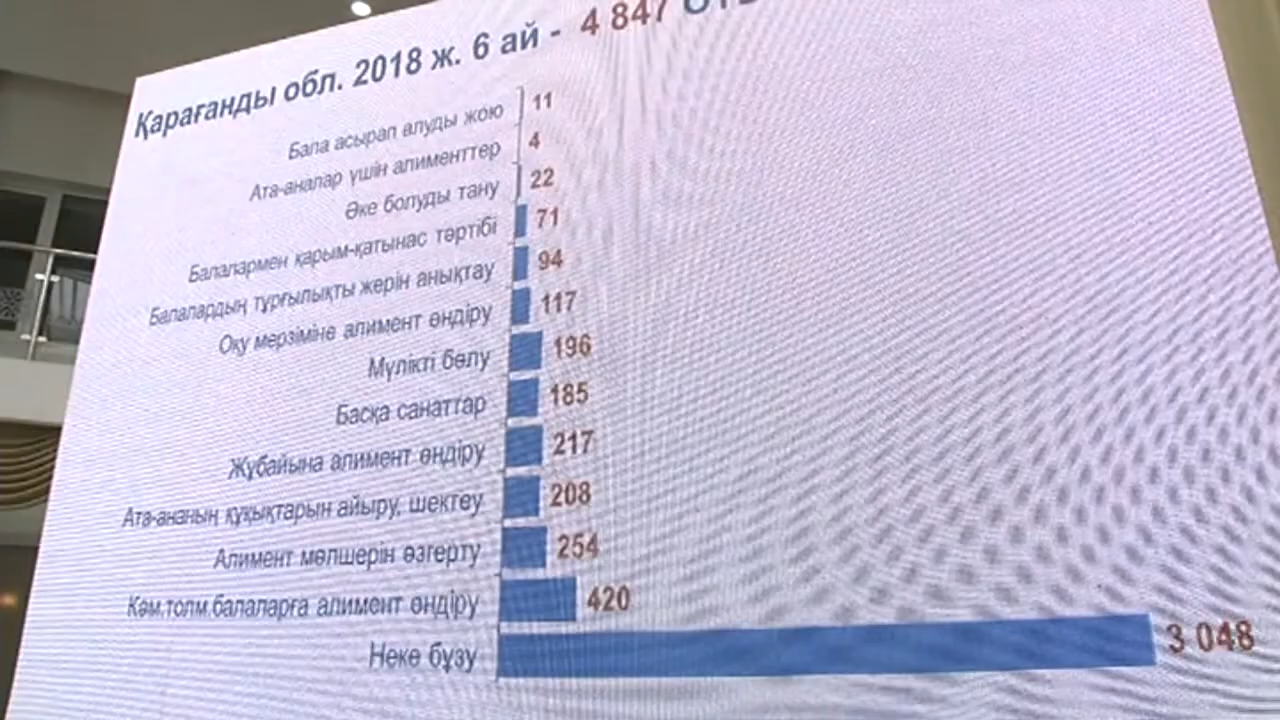 Қарағанды обл. 2018 ж. 6 ай - 4 847
Бала асырап алуды жою 11
Ата-аналар үшін алименттер 4
Әке болуды тану 22
Балалармен қарым-қатынас тәртібі 71
Балалардың тұрғылықты жерін анықтау 94
Оқу мерзіміне алимент өндіру 117
Мүлікті бөлу 196
Басқа санаттар 185
Жұбайына алимент өндіру 217
Ата-ананың құқықтарын айыру, шектеу 208
Алимент мөлшерін өзгерту 254
Кәм.толм.балаларға алимент өндіру 420
Неке бұзу 3 048